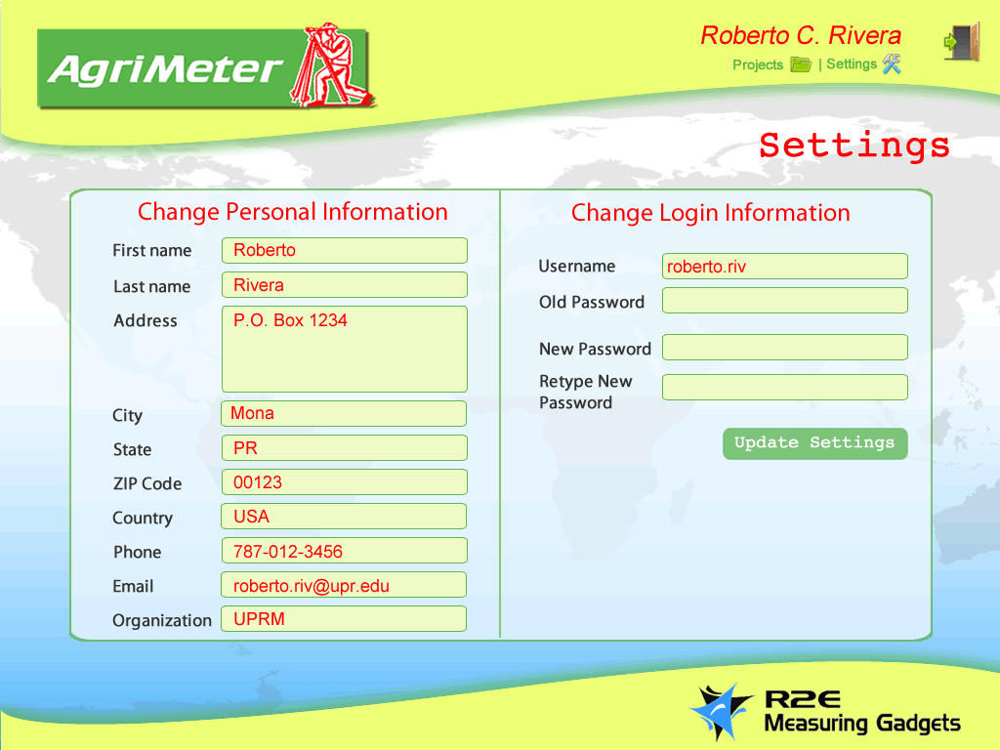 AgriMeter
Roberto C. Rivera
Projects | Settings
Settings
Change Personal Information
First name Roberto
Last name Rivera
Address P.O. Box 1234
City Mona
State PR
ZIP Code 00123
Country USA
Phone 787-012-3456
Email roberto.riv@upr.edu
Organization UPRM
Change Login Information
Username roberto.riv
Old Password
New Password
Retype New
Password
Update Settings
R2E
Measuring Gadgets